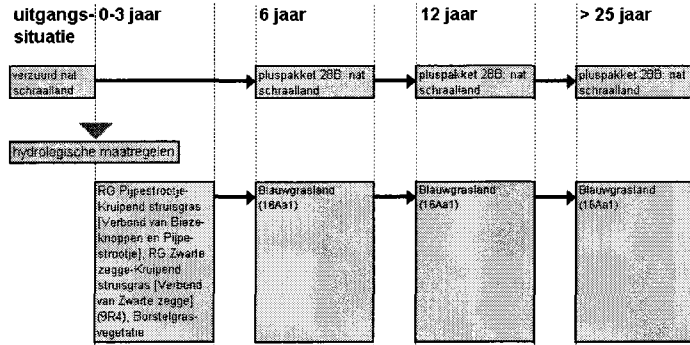 uitgangs- 0-3 jaar 6 jaar 12 jaar > 25 jaar
situatie
verzuurd nat
schraalland
pluspakket 28B: nat
schraalland
pluspakket 28B: nat
schraalland
pluspakket 28B: nat
schraalland
hydrologische maatregelen
RG Pijpestrootje-
Kruipend struisgras
[Verbond van Bieze-
knoppen en Pijpe-
strootje], RG Zwarte
zegge-Kruipend
struisgras [Verbond
van Zwarte zegge]
(9R4), Borstelgras-
vegetatie
Blauwgrasland
(16Aa1)
Blauwgrasland
(16Aa1)
Blauwgrasland
(16Aa1)